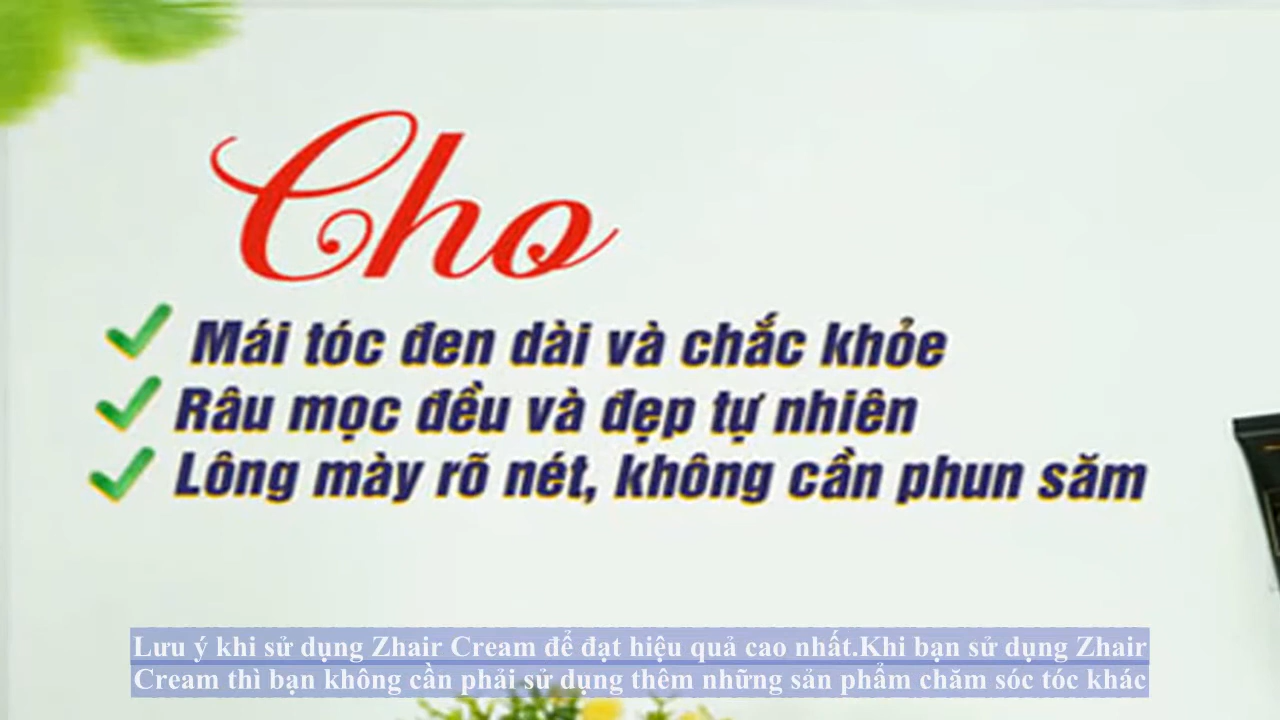 Cho
Mái tóc đen dài và chắc khỏe
Râu mọc đều và đẹp tự nhiên
Lông mày rõ nét, không cần phun săm
Lưu ý khi sử dụng Zhair Cream để đạt hiệu quả cao nhất.Khi bạn sử dụng Zhair
Cream thì bạn không cần phải sử dụng thêm những sản phẩm chăm sóc tóc khác